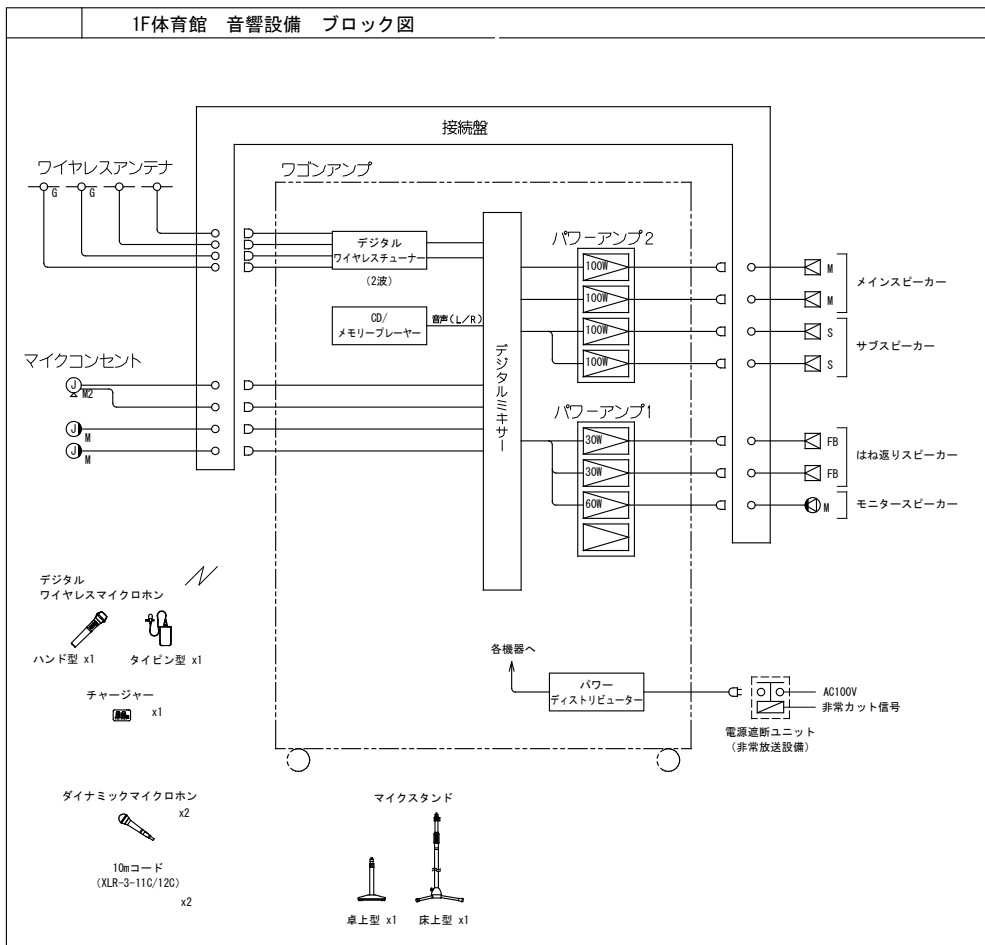 1F体育館 音響設備 ブロック図
接続盤
ワイヤレスアンテナ
G
G
ワゴンアンプ
デジタル
ワイヤレスチューナー
(2波)
CD/
メモリープレーヤー
音声(L/R)
マイクコンセント
J
M2
J
M
J
M
デジタルミキサー
パワーアンプ2
100W
100W
100W
100W
パワーアンプ1
30W
30W
60W
M
M
メインスピーカー
S
S
サブスピーカー
FB
FB
はね返りスピーカー
M
モニタースピーカー
デジタル
ワイヤレスマイクロホン
ハンド型 x1
タイピン型 x1
チャージャー
x1
各機器へ
パワー
ディストリビューター
AC100V
非常カット信号
電源遮断ユニット
(非常放送設備)
ダイナミックマイクロホン
x2
10mコード
(XLR-3-11C/12C)
x2
マイクスタンド
卓上型 x1
床上型 x1